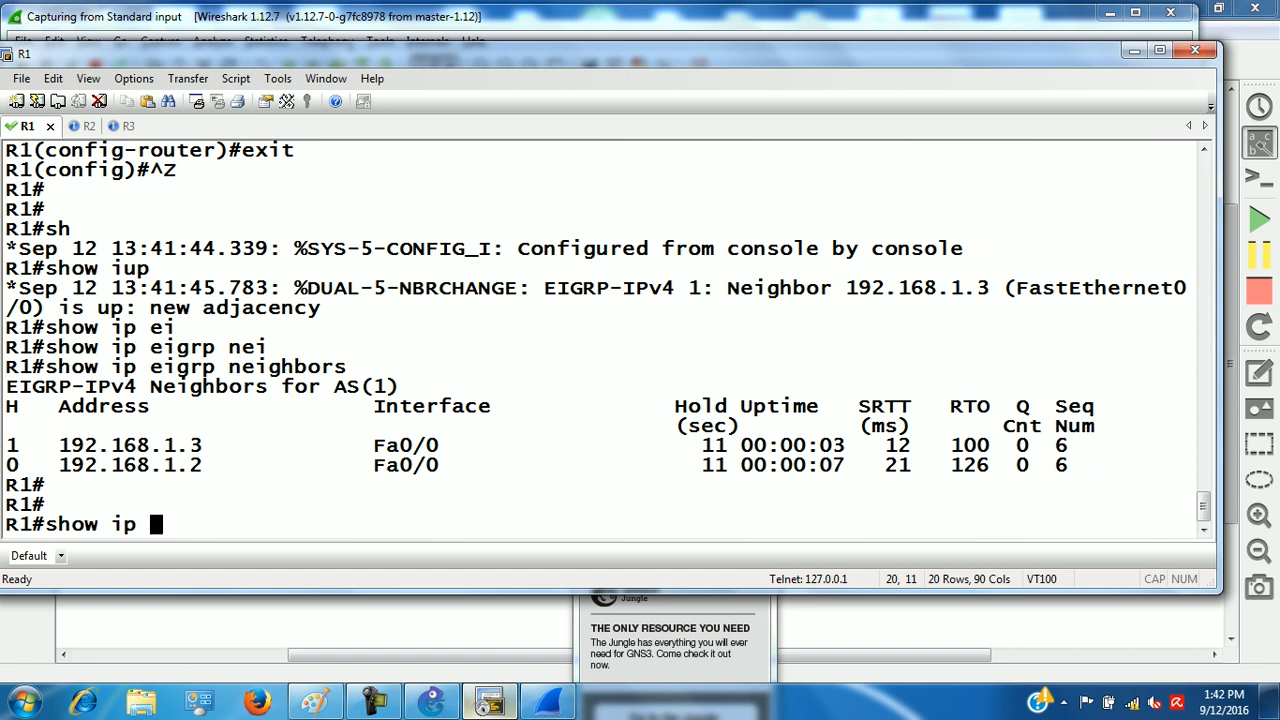 Capturing from Standard input [Wireshark 1.12.7 (v1.12.7-0-g7fc8978 from master-1.12)]
R1
File Edit View Options Transfer Script Tools Window Help
R1 R2 R3
R1(config-router)#exit
R1(config)#^Z
R1#
R1#
R1#sh
*Sep 12 13:41:44.339: %SYS-5-CONFIG_I: Configured from console by console
R1#show iup
*Sep 12 13:41:45.783: %DUAL-5-NBRCHANGE: EIGRP-IPv4 1: Neighbor 192.168.1.3 (FastEthernet0
/0) is up: new adjacency
R1#show ip ei
R1#show ip eigrp nei
R1#show ip eigrp neighbors
EIGRP-IPv4 Neighbors for AS(1)
H Address Interface Hold Uptime SRTT RTO Q Seq
(sec) (ms) Cnt Num
1 192.168.1.3 Fa0/0 11 00:00:03 12 100 0 6
0 192.168.1.2 Fa0/0 11 00:00:07 21 126 0 6
R1#
R1#
R1#show ip
Default
Ready Telnet: 127.0.0.1 20, 11 20 Rows, 90 Cols VT100 CAP NUM
Jungle
THE ONLY RESOURCE YOU NEED
The Jungle has everything you will ever
need for GNS3. Come check it out
now.
1:42 PM
9/12/2016